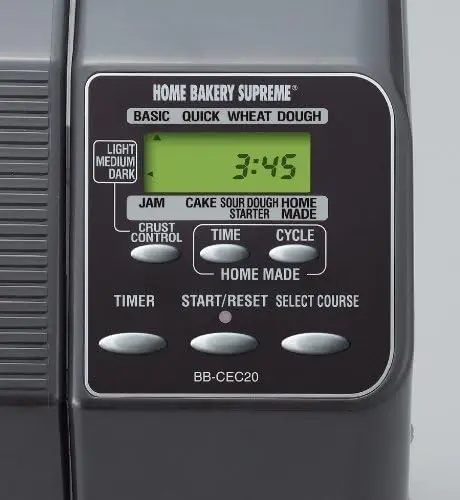 HOME BAKERY SUPREME®
BASIC QUICK WHEAT DOUGH
LIGHT
MEDIUM
DARK
3:45
JAM CAKE SOUR DOUGH STARTER HOME MADE
CRUST CONTROL
TIME CYCLE
HOME MADE
TIMER START/RESET SELECT COURSE
BB-CEC20